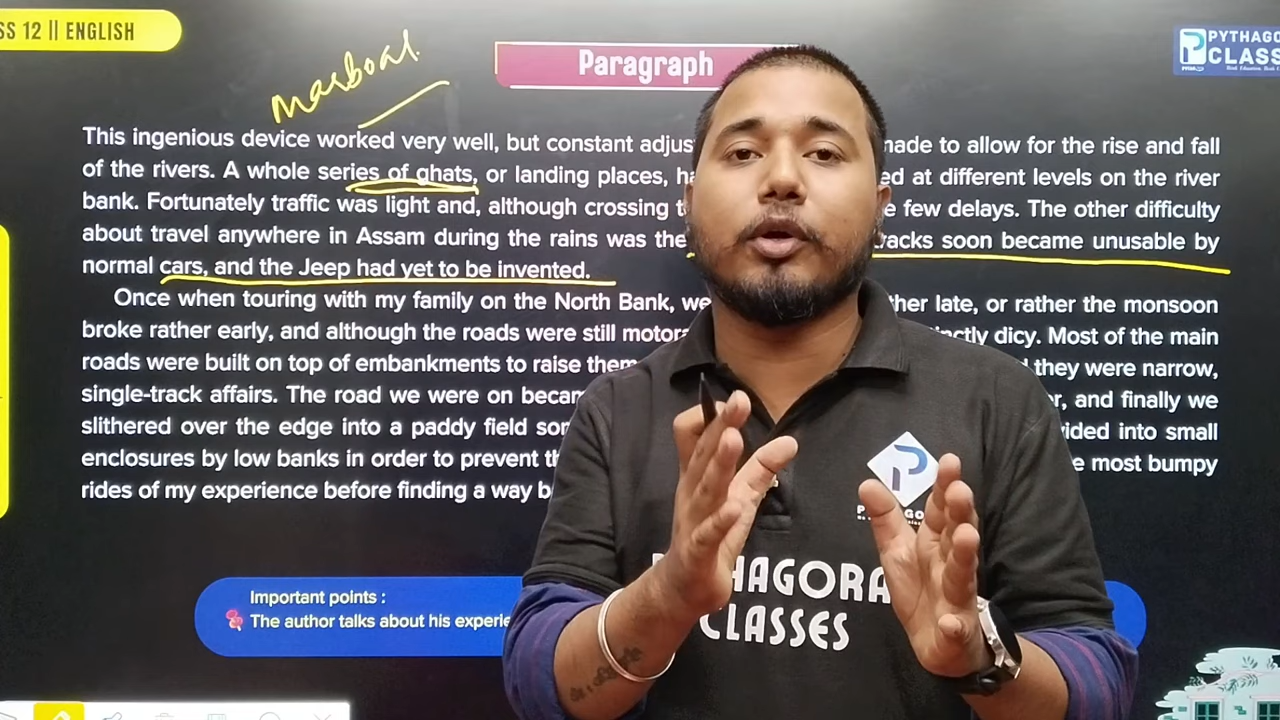 SS 12 || ENGLISH
Paragraph
PYTHAGO
CLASS
marboat
This ingenious device worked very well, but constant adjus made to allow for the rise and fall
of the rivers. A whole series of ghats, or landing places, ha ed at different levels on the river
bank. Fortunately traffic was light and, although crossing t e few delays. The other difficulty
about travel anywhere in Assam during the rains was the racks soon became unusable by
normal cars, and the Jeep had yet to be invented.
Once when touring with my family on the North Bank, we ther late, or rather the monsoon
broke rather early, and although the roads were still motora nctly dicy. Most of the main
roads were built on top of embankments to raise them d they were narrow,
single-track affairs. The road we were on becam er, and finally we
slithered over the edge into a paddy field som vided into small
enclosures by low banks in order to prevent th e most bumpy
rides of my experience before finding a way b
P
HAGORA
CLASSES
Important points :
The author talks about his experie